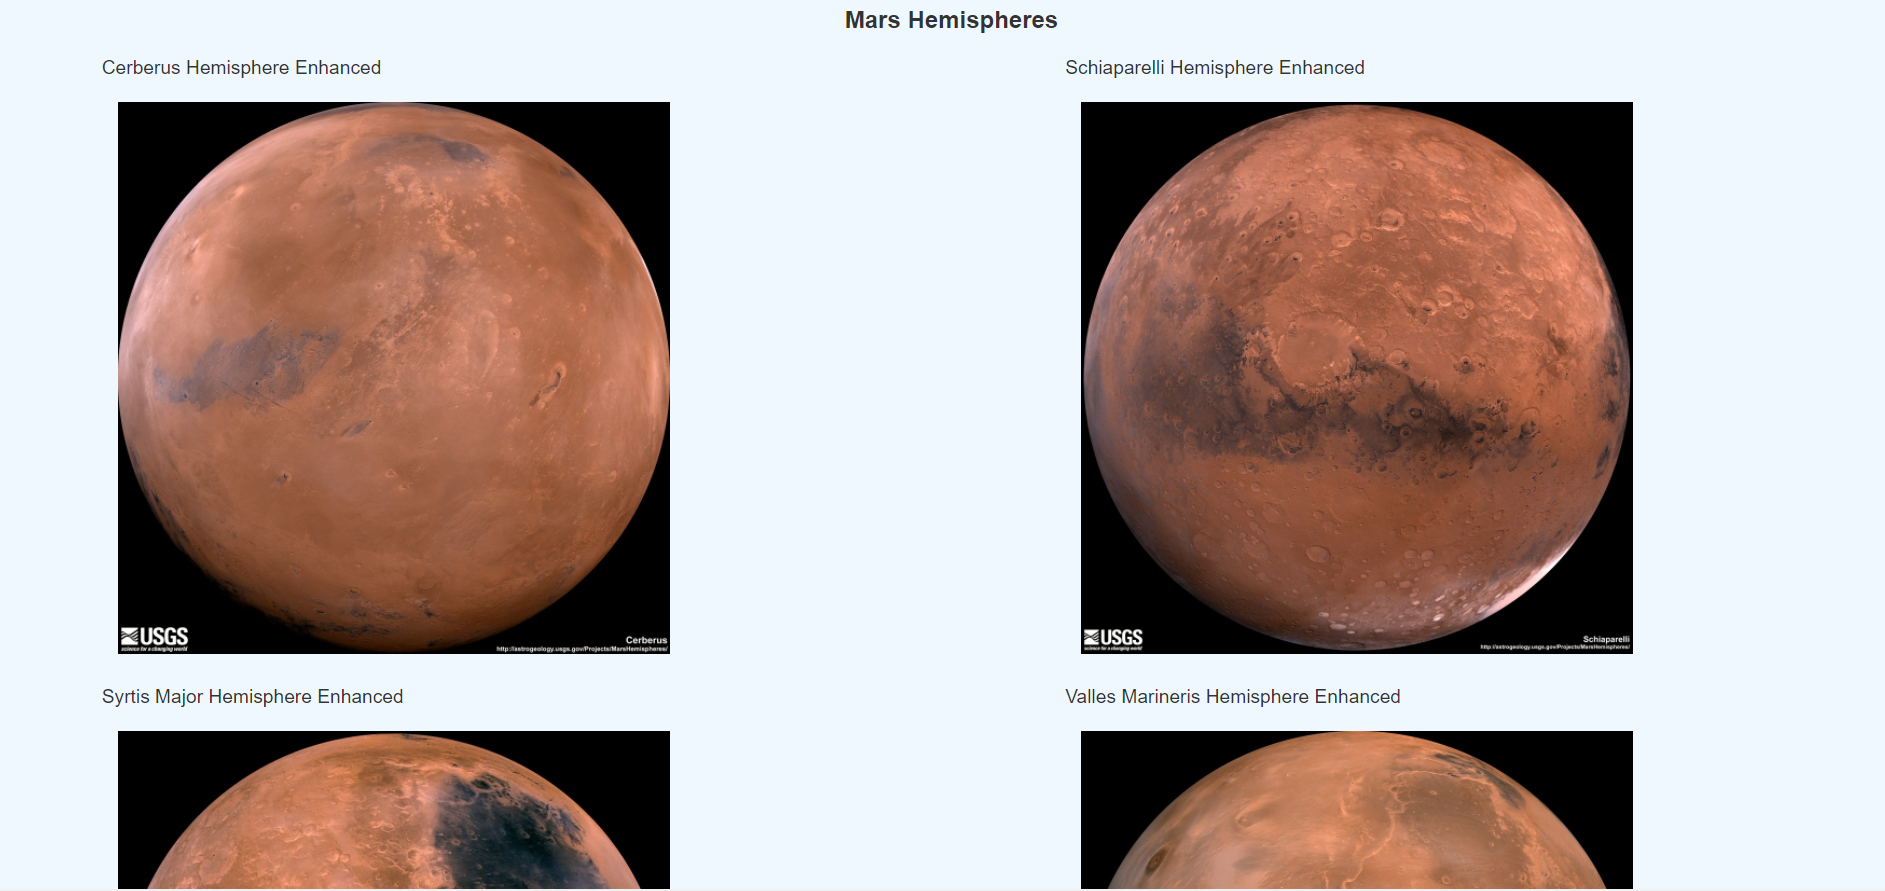 Mars Hemispheres
Cerberus Hemisphere Enhanced
Schiaparelli Hemisphere Enhanced
USGS
science for a changing world
Cerberus
http://astrogeology.usgs.gov/Projects/MarsHemispheres/
USGS
science for a changing world
Schiaparelli
http://astrogeology.usgs.gov/Projects/MarsHemispheres/
Syrtis Major Hemisphere Enhanced
Valles Marineris Hemisphere Enhanced